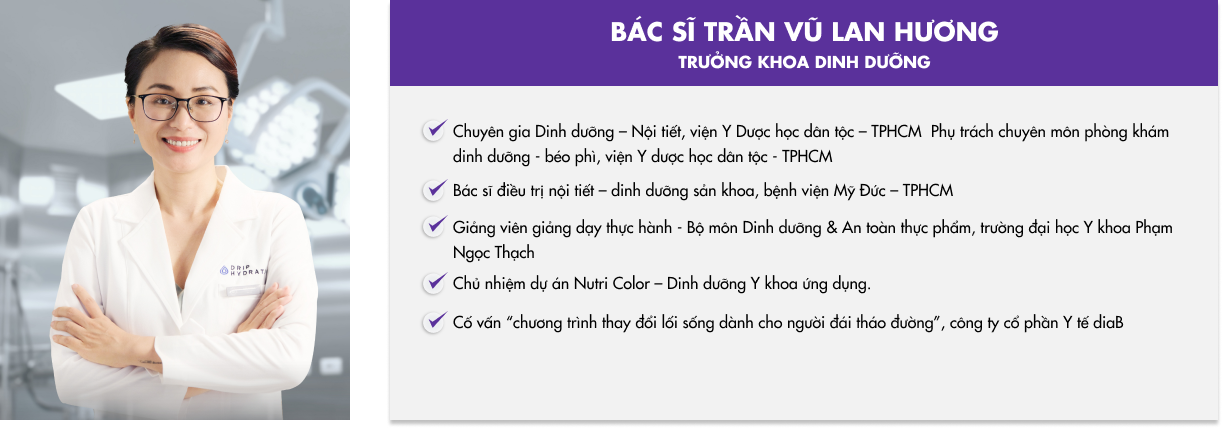 BÁC SĨ TRẦN VŨ LAN HƯƠNG
TRƯỞNG KHOA DINH DƯỠNG
Chuyên gia Dinh dưỡng – Nội tiết, viện Y Dược học dân tộc – TPHCM  Phụ trách chuyên môn phòng khám
dinh dưỡng - béo phì, viện Y dược học dân tộc - TPHCM
Bác sĩ điều trị nội tiết – dinh dưỡng sản khoa, bệnh viện Mỹ Đức – TPHCM
Giảng viên giảng dạy thực hành - Bộ môn Dinh dưỡng & An toàn thực phẩm, trường đại học Y khoa Phạm
Ngọc Thạch
Chủ nhiệm dự án Nutri Color – Dinh dưỡng Y khoa ứng dụng.
Cố vấn “chương trình thay đổi lối sống dành cho người đái tháo đường”, công ty cổ phần Y tế diaB
DRIP
HYDRAT